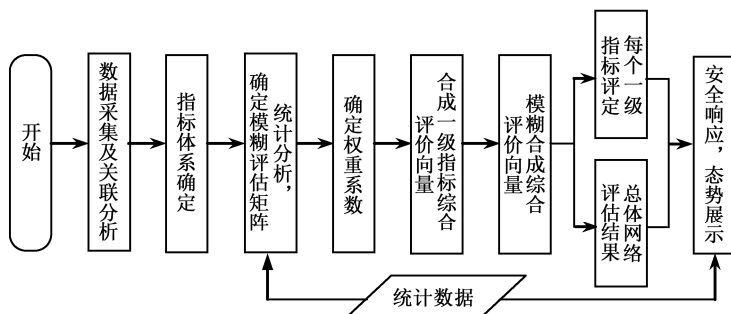 开始
数据采集及关联分析
指标体系确定
统计分析，
确定模糊评估矩阵
确定权重系数
合成一级指标综合
评价向量
模糊合成综合
评价向量
每个一级
指标评定
总体网络
评估结果
安全响应，态势展示
统计数据